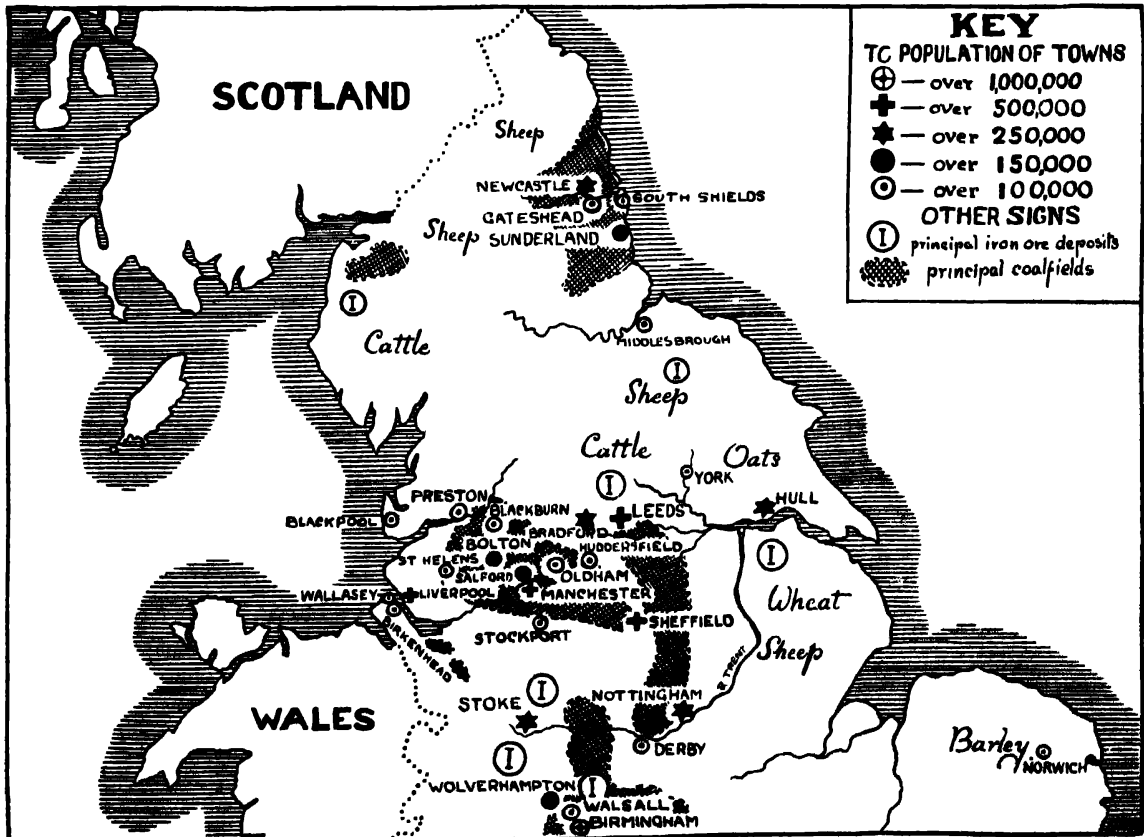 KEY
TC POPULATION OF TOWNS
— over 1,000,000
— over 500,000
— over 250,000
— over 150,000
— over 100,000
OTHER SIGNS
I principal iron ore deposits
principal coalfields
SCOTLAND
Sheep
NEWCASTLE
SOUTH SHIELDS
GATESHEAD
Sheep
SUNDERLAND
I
Cattle
MIDDLESBROUGH
I
Sheep
Cattle
Oats
YORK
I
PRESTON
BLACKBURN
LEEDS
HULL
BLACKPOOL
BRADFORD
BOLTON
HUDDERSFIELD
I
ST HELENS
SALFORD
OLDHAM
WALLASEY
LIVERPOOL
MANCHESTER
Wheat
BIRKENHEAD
STOCKPORT
SHEFFIELD
Sheep
R TRENT
I
STOKE
NOTTINGHAM
WALES
DERBY
I
Barley
NORWICH
WOLVERHAMPTON
I
WALSALL
BIRMINGHAM